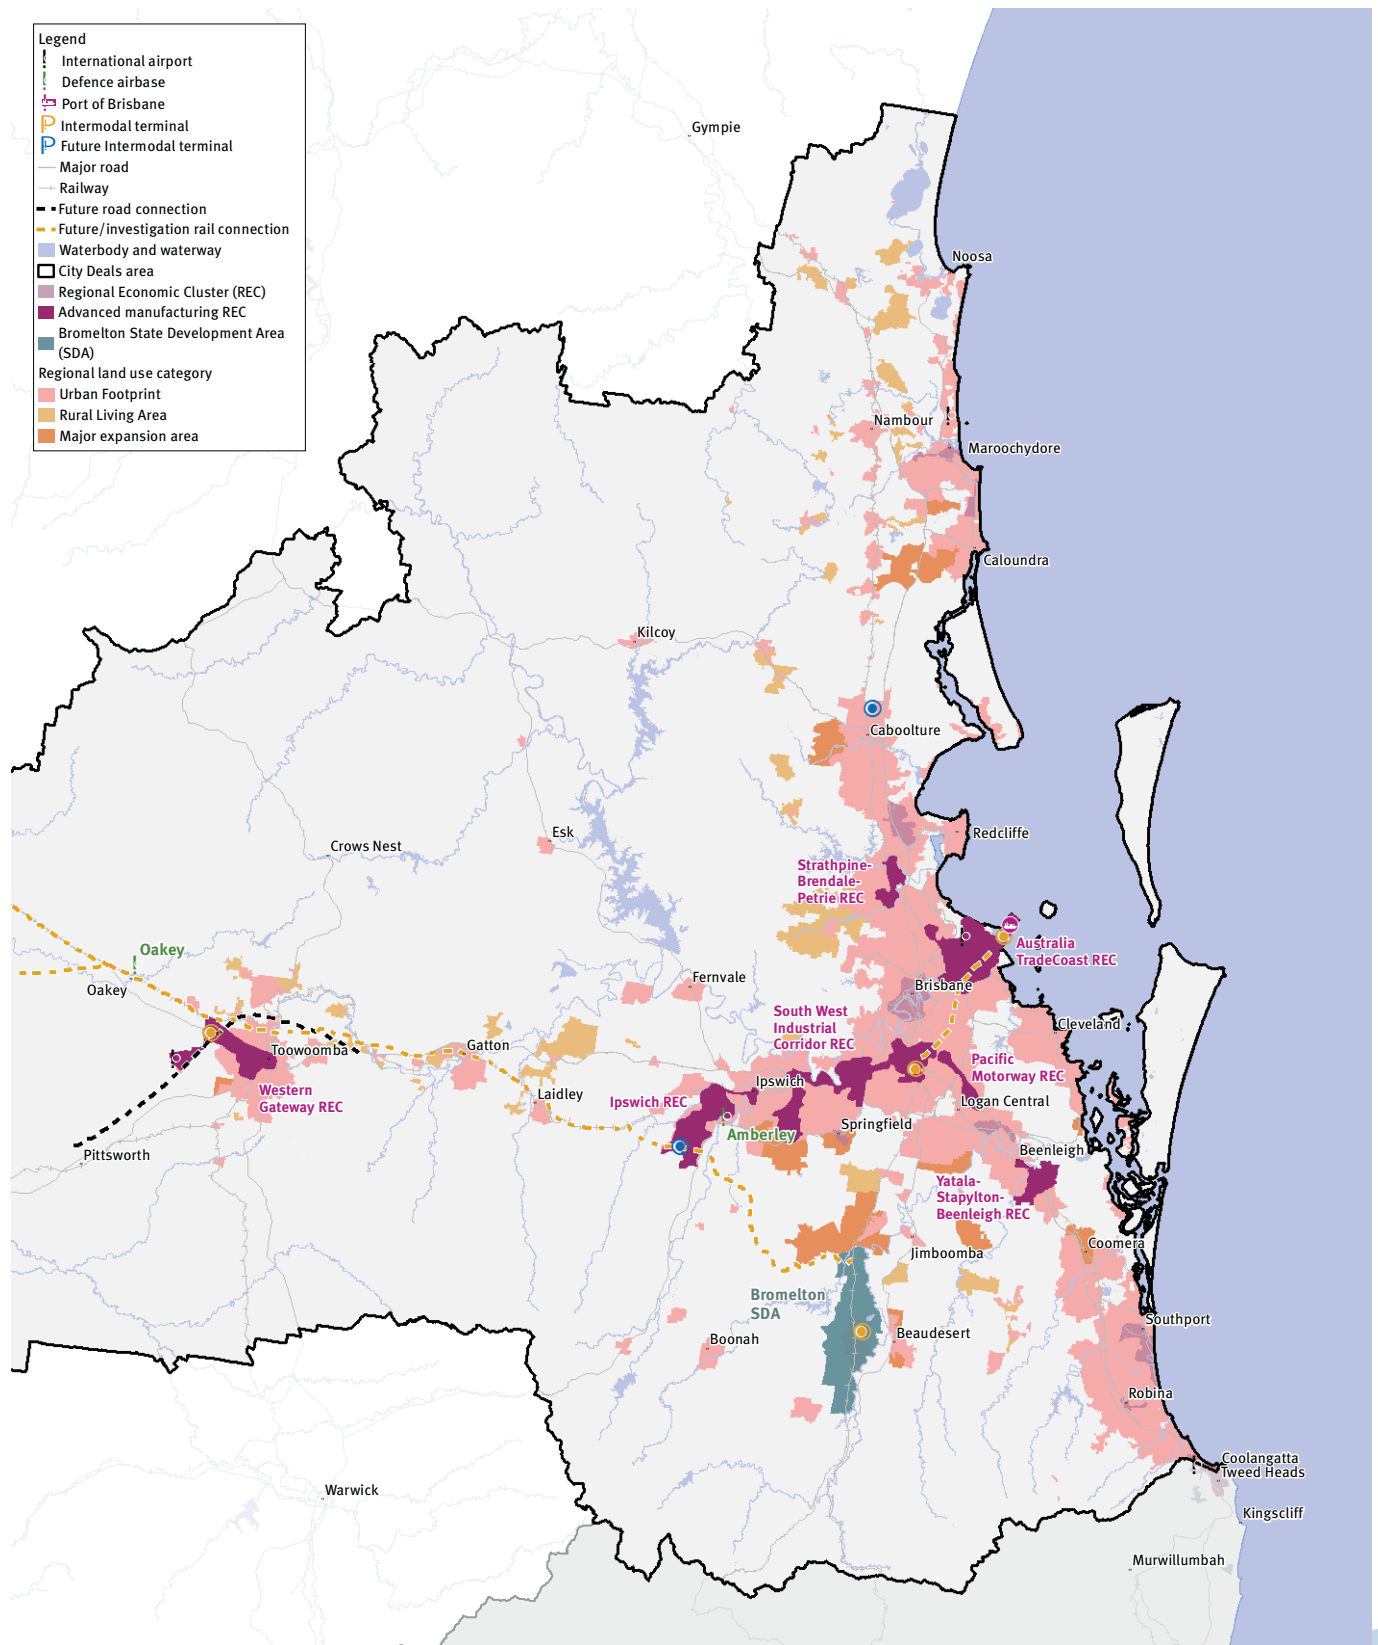 Legend
International airport
Defence airbase
Port of Brisbane
Intermodal terminal
Future Intermodal terminal
Major road
Railway
Future road connection
Future/investigation rail connection
Waterbody and waterway
City Deals area
Regional Economic Cluster (REC)
Advanced manufacturing REC
Bromelton State Development Area
(SDA)
Regional land use category
Urban Footprint
Rural Living Area
Major expansion area
Gympie
Noosa
Nambour
Maroochydore
Caloundra
Kilcoy
Caboolture
Esk
Redcliffe
Crows Nest
Strathpine-
Brendale-
Petrie REC
Oakey
Australia
TradeCoast REC
Fernvale
Oakey
Brisbane
South West
Industrial
Corridor REC
Cleveland
Gatton
Toowoomba
Pacific
Motorway REC
Ipswich
Western
Gateway REC
Laidley
Ipswich REC
Logan Central
Springfield
Amberley
Pittsworth
Beenleigh
Yatala-
Stapylton-
Beenleigh REC
Coomera
Jimboomba
Bromelton
SDA
Southport
Beaudesert
Boonah
Robina
Coolangatta
Tweed Heads
Warwick
Kingscliff
Murwillumbah